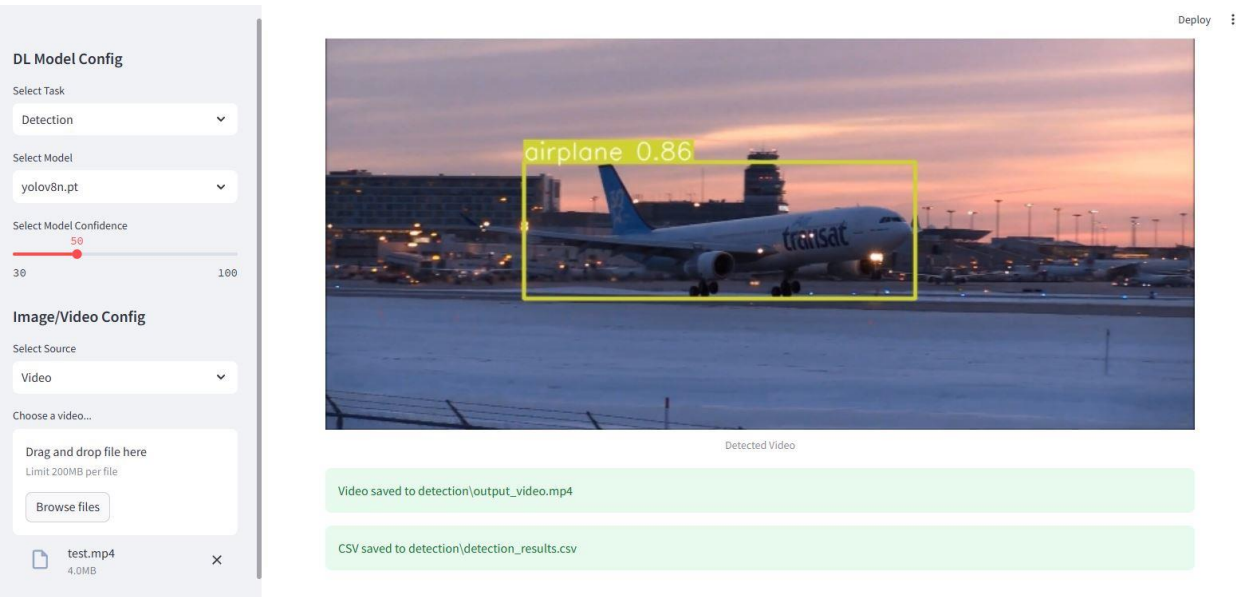 Deploy
DL Model Config
Select Task
Detection
Select Model
yolov8n.pt
Select Model Confidence
50
30 100
Image/Video Config
Select Source
Video
Choose a video...
Drag and drop file here
Limit 200MB per file
Browse files
test.mp4
4.0MB
airplane 0.86
transat
Detected Video
Video saved to detection\output_video.mp4
CSV saved to detection\detection_results.csv